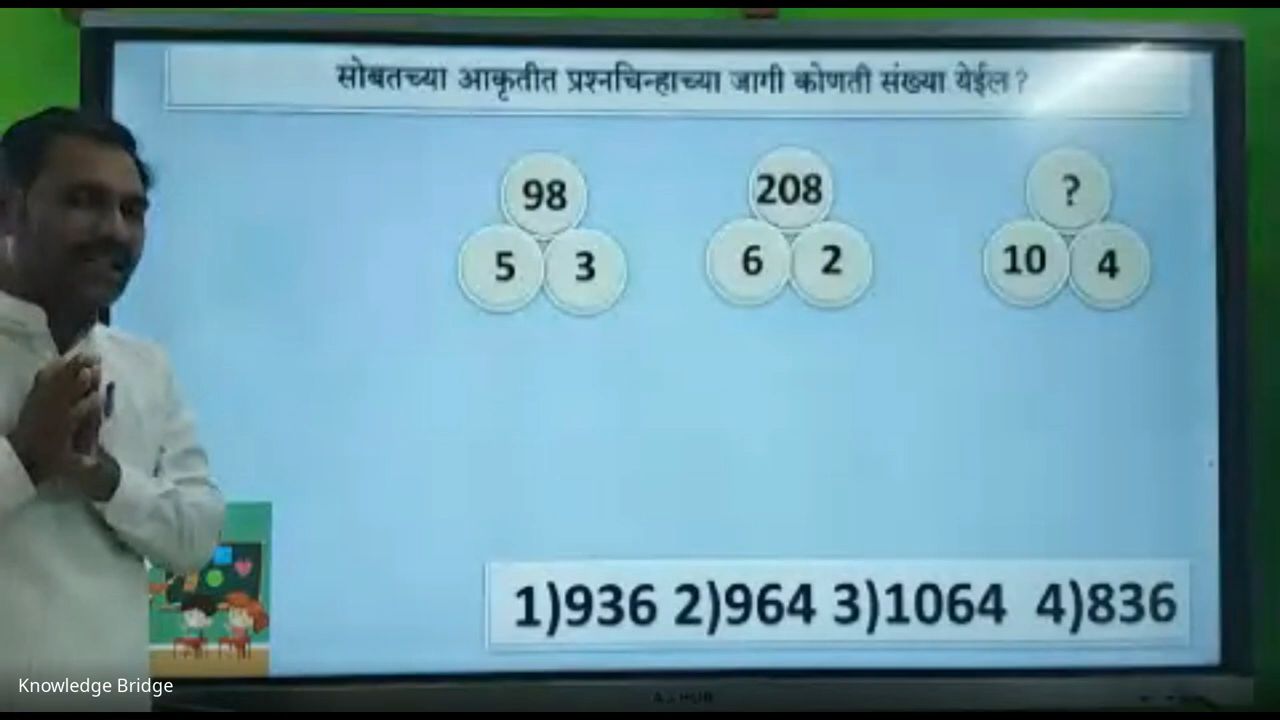 सोबतच्या आकृतीत प्रश्नचिन्हाच्या जागी कोणती संख्या येईल ?
98 208 ?
5 3 6 2 10 4
1)936 2)964 3)1064 4)836
Knowledge Bridge